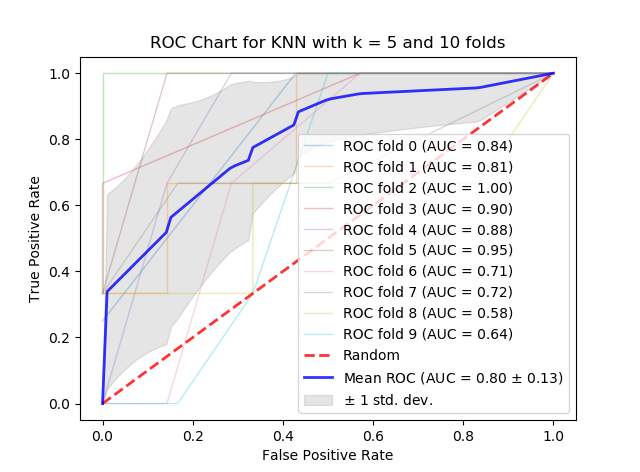 ROC Chart for KNN with k = 5 and 10 folds
True Positive Rate
1.0
0.8
0.6
0.4
0.2
0.0
ROC fold 0 (AUC = 0.84)
ROC fold 1 (AUC = 0.81)
ROC fold 2 (AUC = 1.00)
ROC fold 3 (AUC = 0.90)
ROC fold 4 (AUC = 0.88)
ROC fold 5 (AUC = 0.95)
ROC fold 6 (AUC = 0.71)
ROC fold 7 (AUC = 0.72)
ROC fold 8 (AUC = 0.58)
ROC fold 9 (AUC = 0.64)
Random
Mean ROC (AUC = 0.80 ± 0.13)
± 1 std. dev.
0.0 0.2 0.4 0.6 0.8 1.0
False Positive Rate